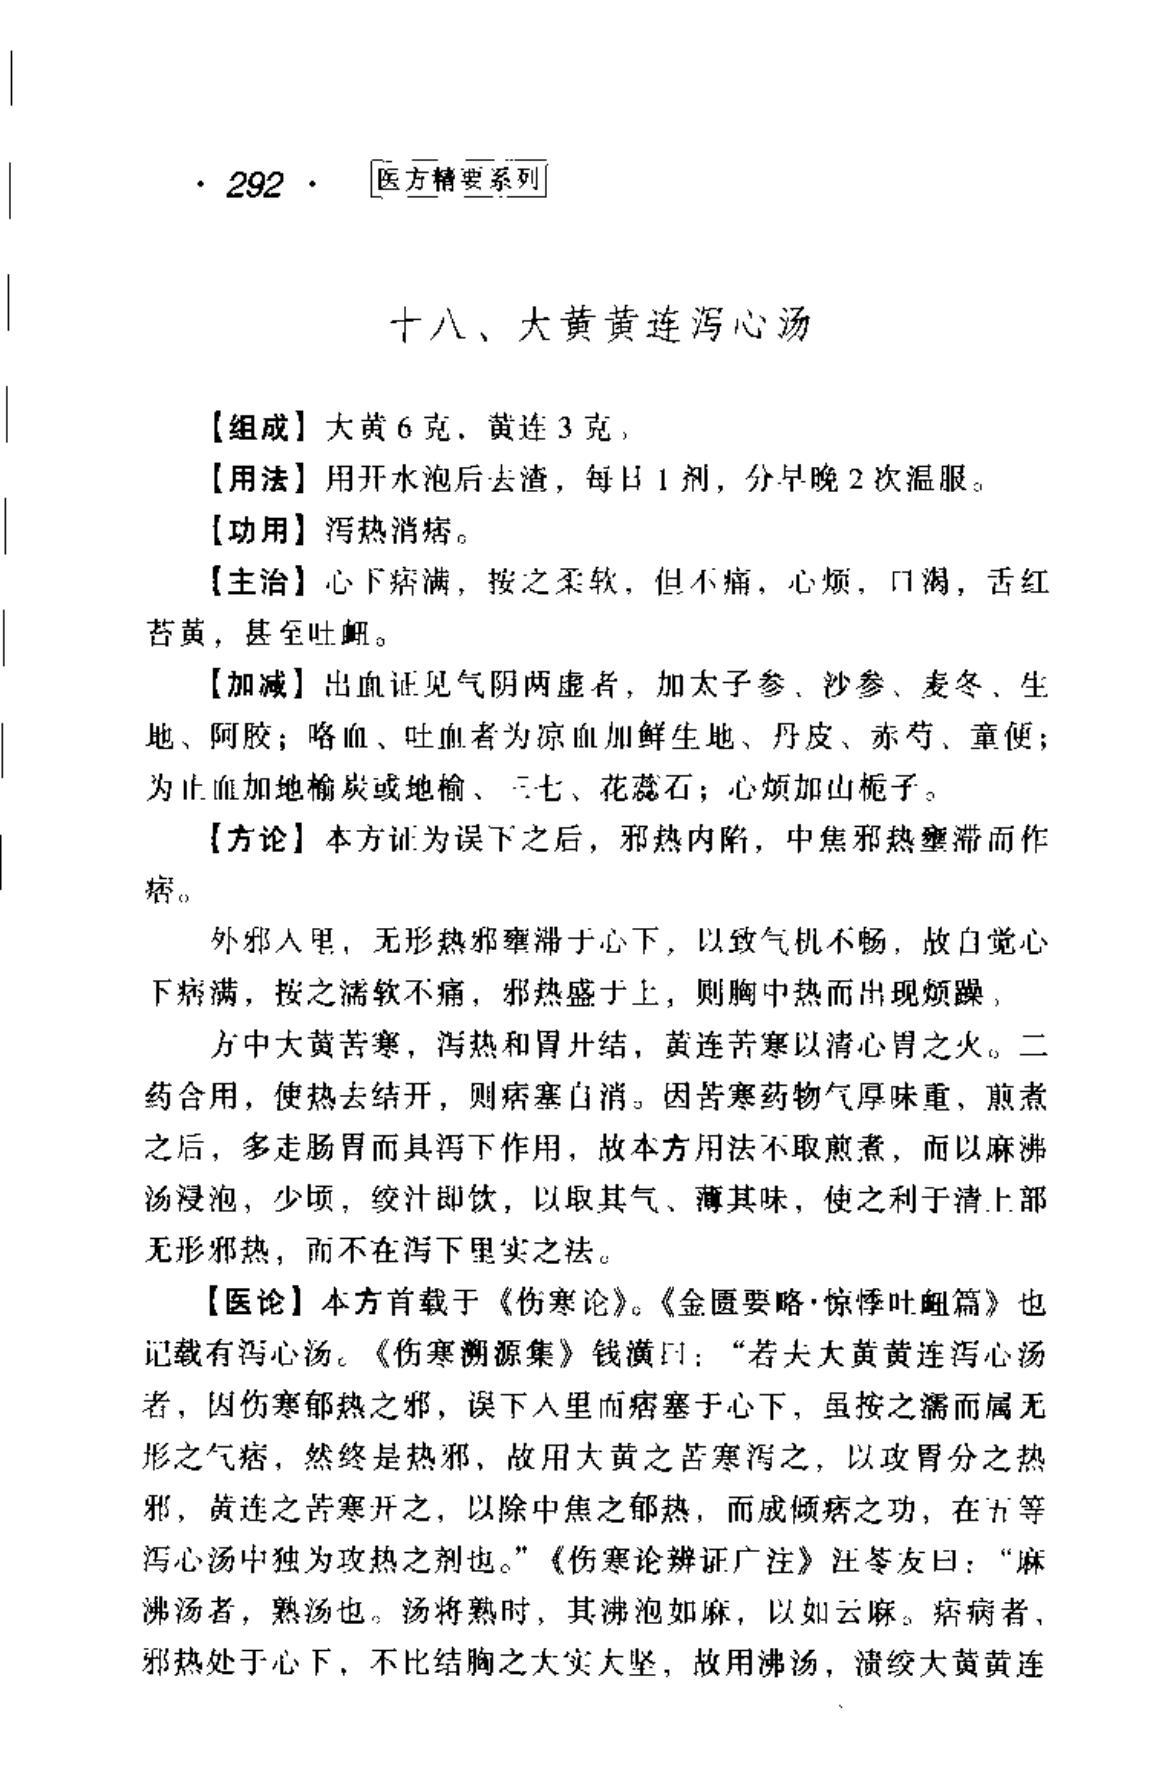 · 292 · 医方精要系列
十八、大黄黄连泻心汤
【组成】大黄6克，黄连3克。
【用法】用开水泡后去渣，每日1剂，分早晚2次温服。
【功用】泻热消痞。
【主治】心下痞满，按之柔软，但不痛，心烦，口渴，舌红
苔黄，甚至吐衄。
【加减】出血证见气阴两虚者，加太子参、沙参、麦冬、生
地、阿胶；咯血、吐血者为凉血加鲜生地、丹皮、赤芍、童便；
为止血加地榆炭或地榆、三七、花蕊石；心烦加山栀子。
【方论】本方证为误下之后，邪热内陷，中焦邪热壅滞而作
痞。
外邪入里，无形热邪壅滞于心下，以致气机不畅，故自觉心
下痞满，按之濡软不痛，邪热盛于上，则胸中热而出现烦躁。
方中大黄苦寒，泻热和胃开结，黄连苦寒以清心胃之火。二
药合用，使热去结开，则痞塞自消。因苦寒药物气厚味重，煎煮
之后，多走肠胃而具泻下作用，故本方用法不取煎煮，而以麻沸
汤浸泡，少顷，绞汁即饮，以取其气、薄其味，使之利于清上部
无形邪热，而不在泻下里实之法。
【医论】本方首载于《伤寒论》。《金匮要略·惊悸吐衄篇》也
记载有泻心汤。《伤寒溯源集》钱潢曰：“若夫大黄黄连泻心汤
者，因伤寒郁热之邪，误下入里而痞塞于心下，虽按之濡而属无
形之气痞，然终是热邪，故用大黄之苦寒泻之，以攻胃分之热
邪，黄连之苦寒开之，以除中焦之郁热，而成倾痞之功，在五等
泻心汤中独为攻热之剂也。”《伤寒论辨证广注》汪苓友曰：“麻
沸汤者，熟汤也。汤将熟时，其沸泡如麻，以如云麻。痞病者，
邪热处于心下，不比结胸之大实大坚，故用沸汤，渍绞大黄黄连